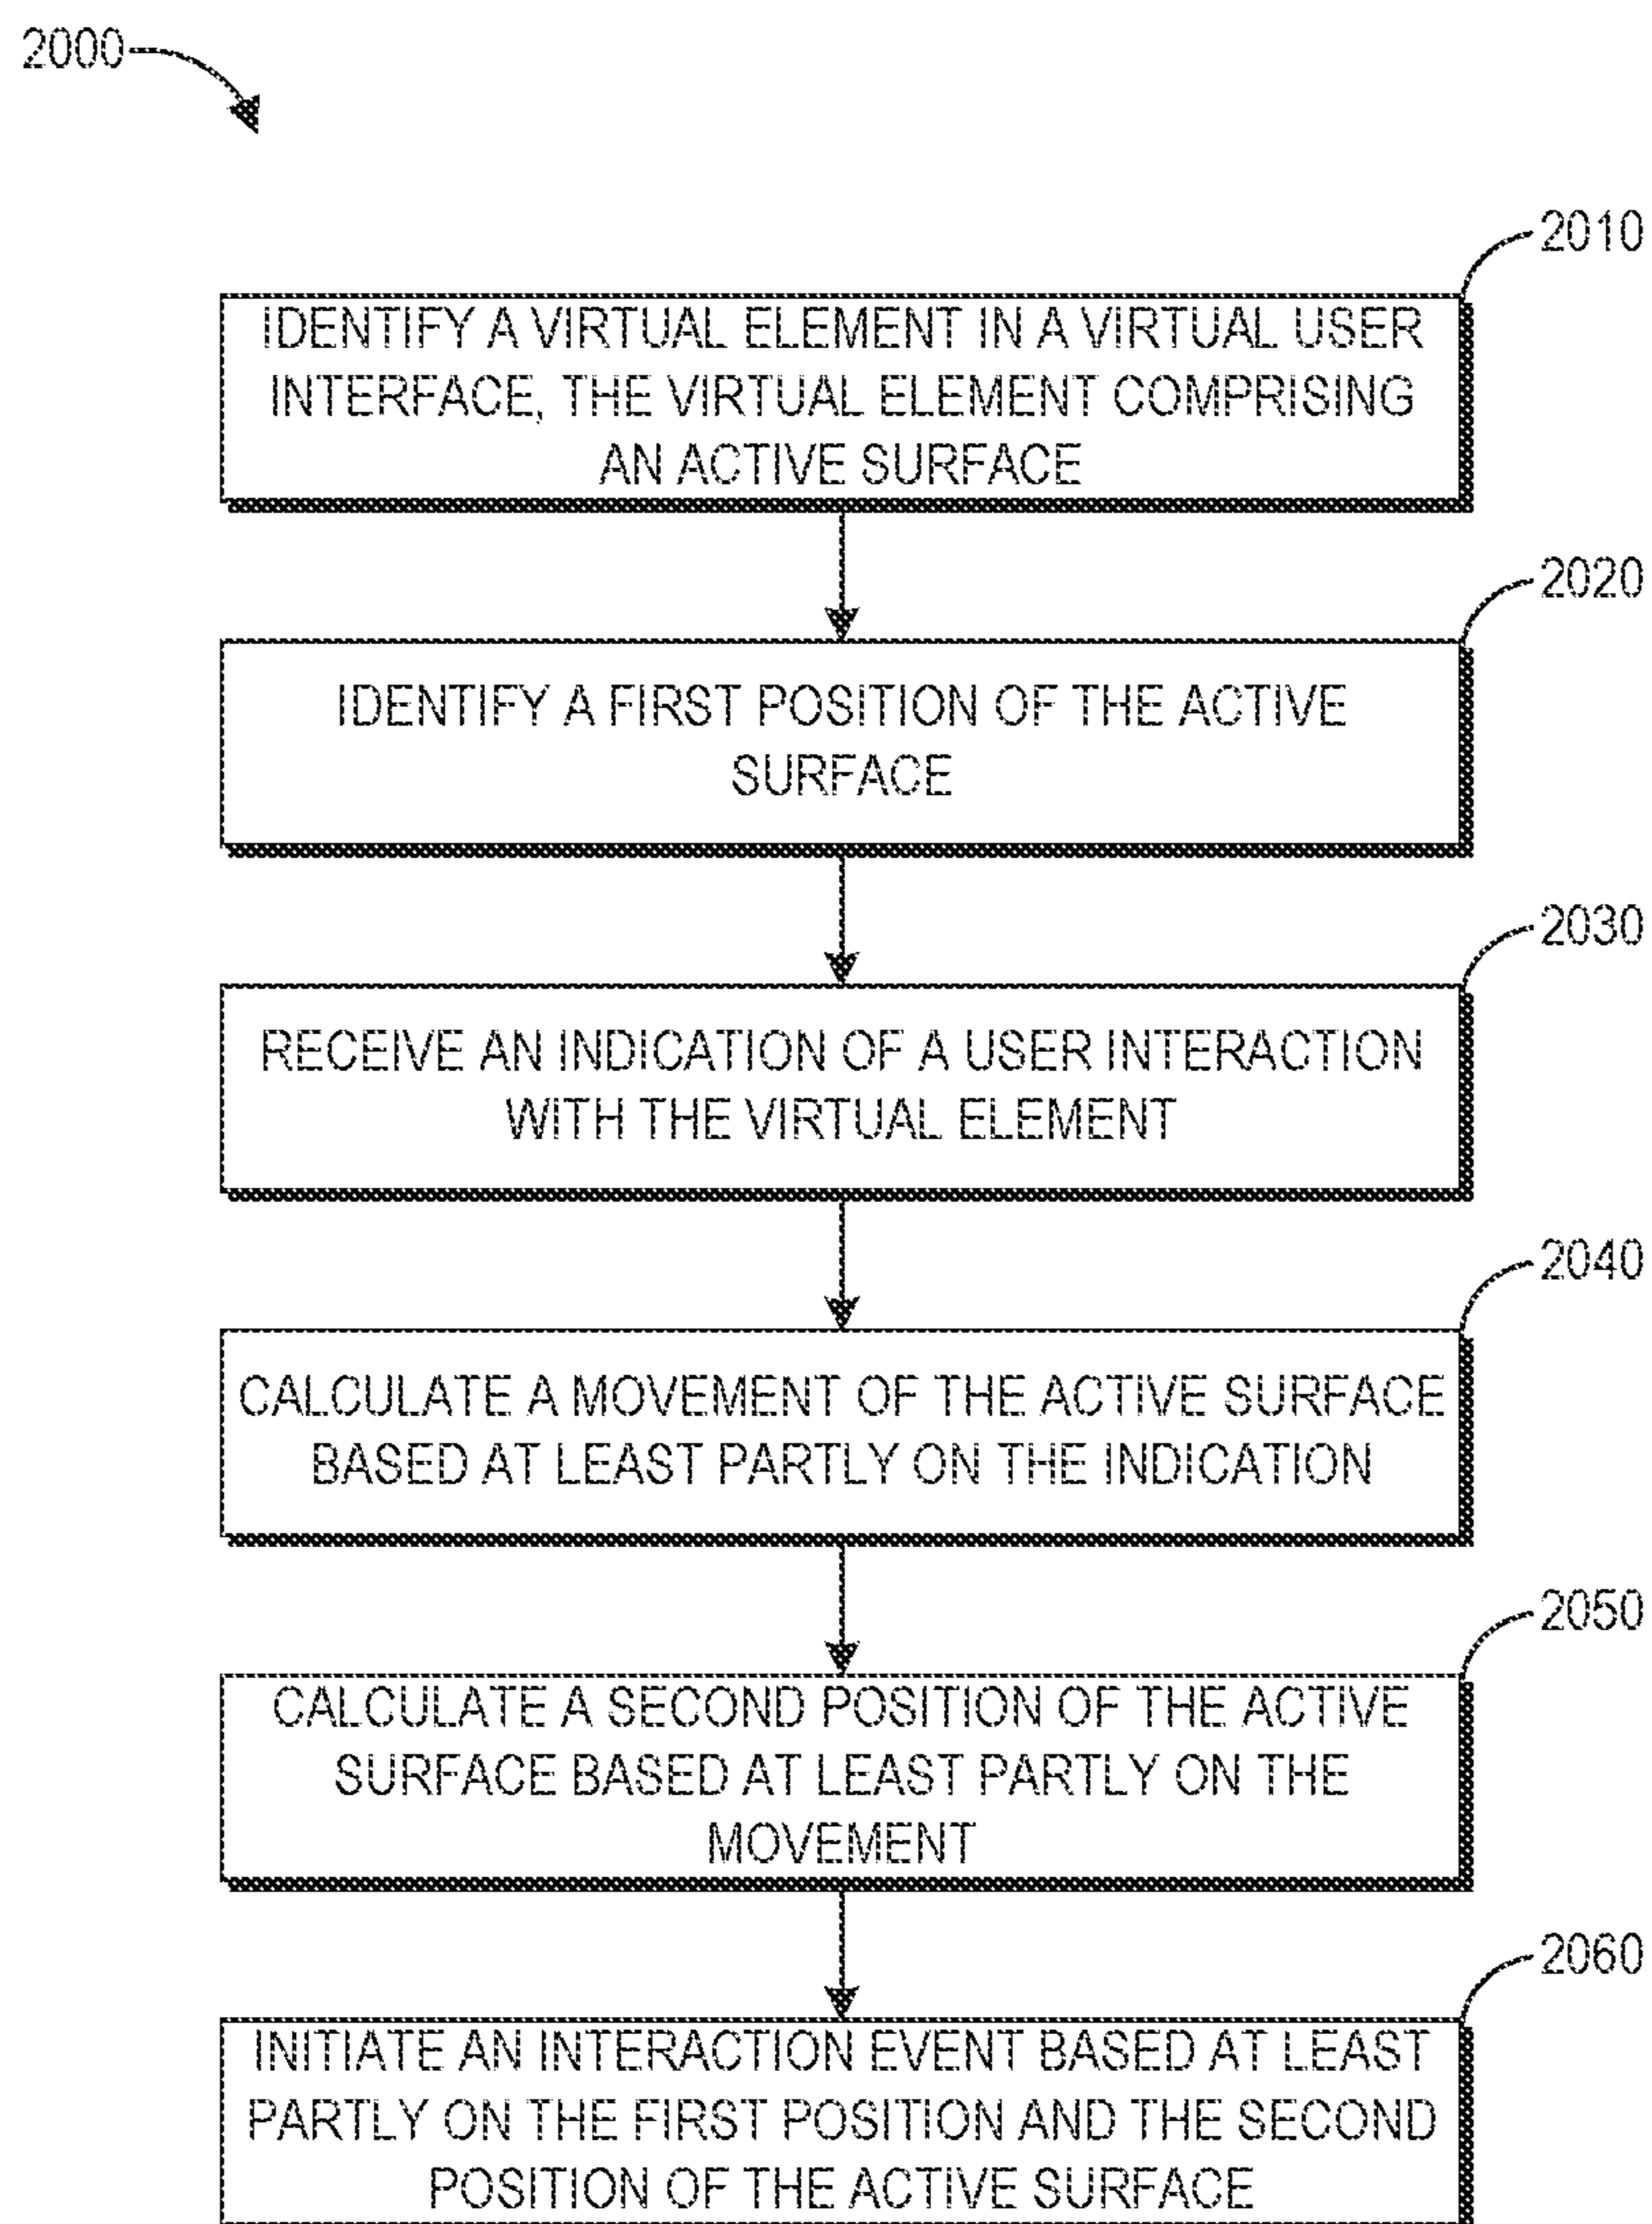 2000
2010
IDENTIFY A VIRTUAL ELEMENT IN A VIRTUAL USER
INTERFACE, THE VIRTUAL ELEMENT COMPRISING
AN ACTIVE SURFACE
2020
IDENTIFY A FIRST POSITION OF THE ACTIVE
SURFACE
2030
RECEIVE AN INDICATION OF A USER INTERACTION
WITH THE VIRTUAL ELEMENT
2040
CALCULATE A MOVEMENT OF THE ACTIVE SURFACE
BASED AT LEAST PARTLY ON THE INDICATION
2050
CALCULATE A SECOND POSITION OF THE ACTIVE
SURFACE BASED AT LEAST PARTLY ON THE
MOVEMENT
2060
INITIATE AN INTERACTION EVENT BASED AT LEAST
PARTLY ON THE FIRST POSITION AND THE SECOND
POSITION OF THE ACTIVE SURFACE